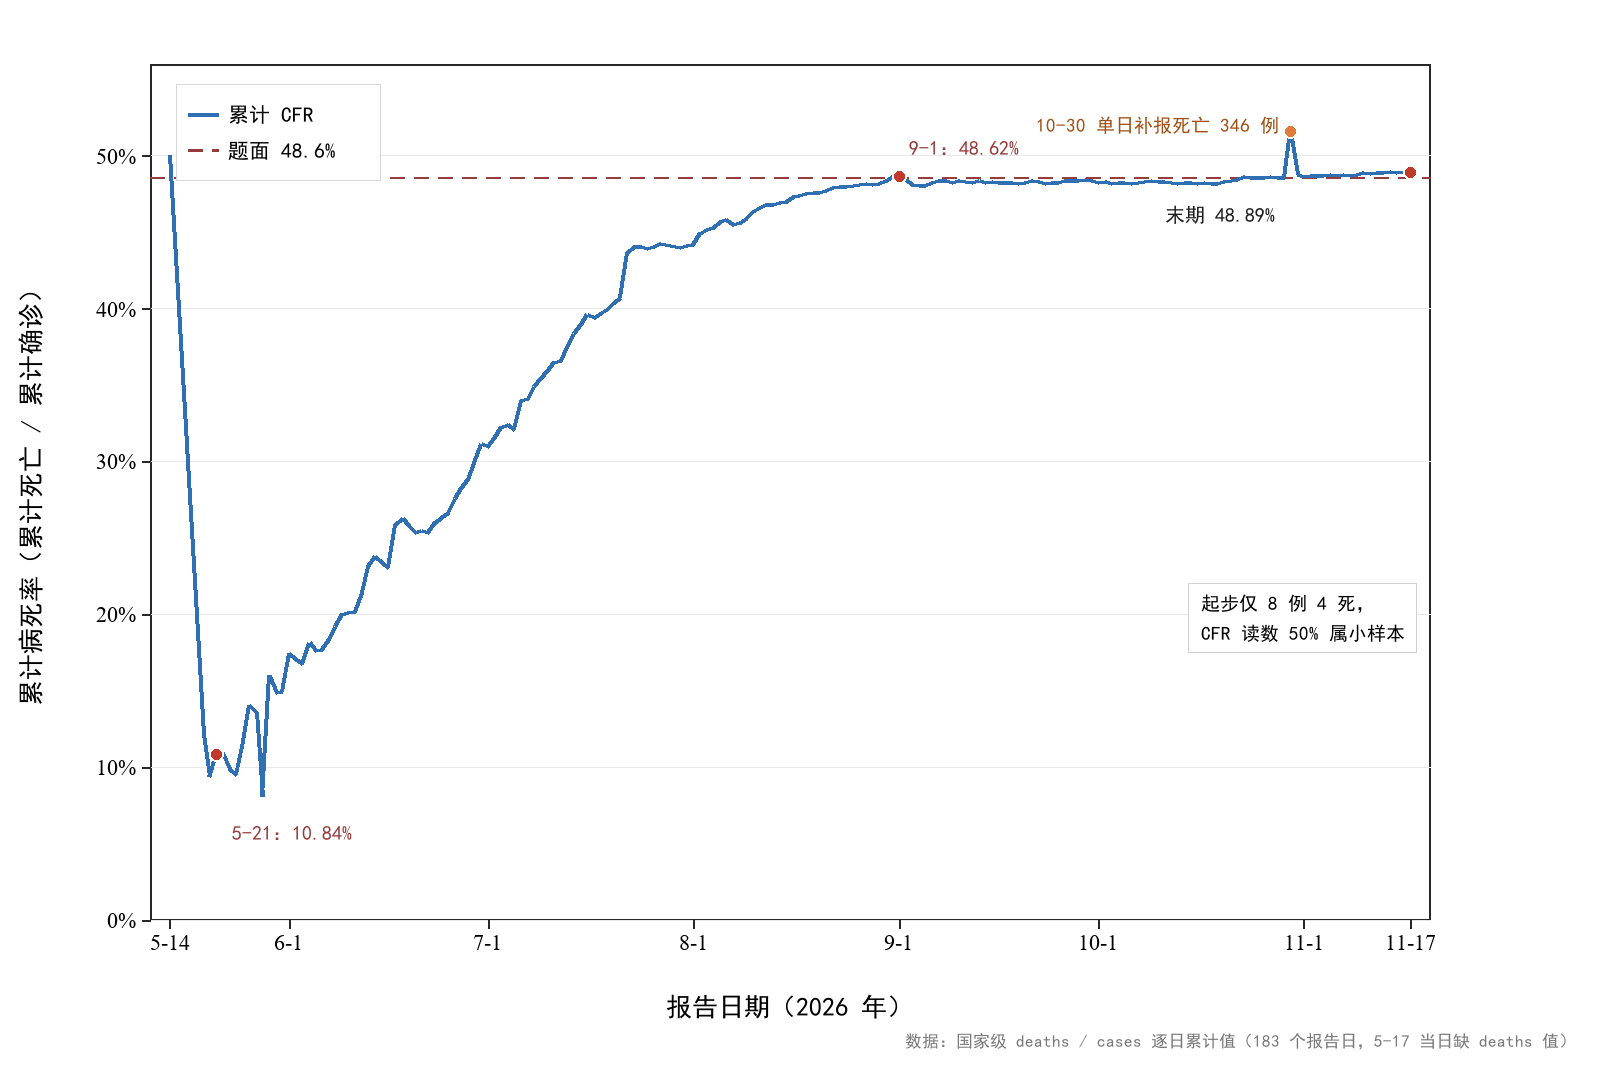 累计 CFR
题面 48.6%
10-30 单日补报死亡 346 例
9-1: 48.62%
末期 48.89%
起步仅 8 例 4 死，
CFR 读数 50% 属小样本
5-21: 10.84%
累计病死率（累计死亡 / 累计确诊）
50%
40%
30%
20%
10%
0%
5-14
6-1
7-1
8-1
9-1
10-1
11-1
11-17
报告日期（2026 年）
数据: 国家级 deaths / cases 逐日累计值（183 个报告日，5-17 当日缺 deaths 值）